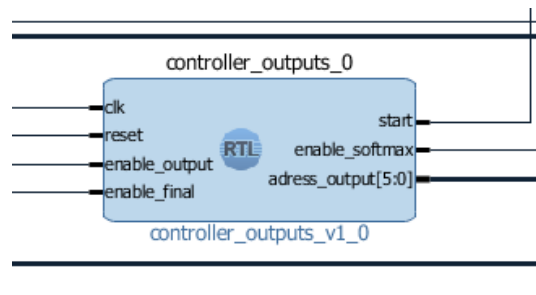 controller_outputs_0
clk
reset
enable_output
enable_final
RTL
start
enable_softmax
adress_output[5:0]
controller_outputs_v1_0